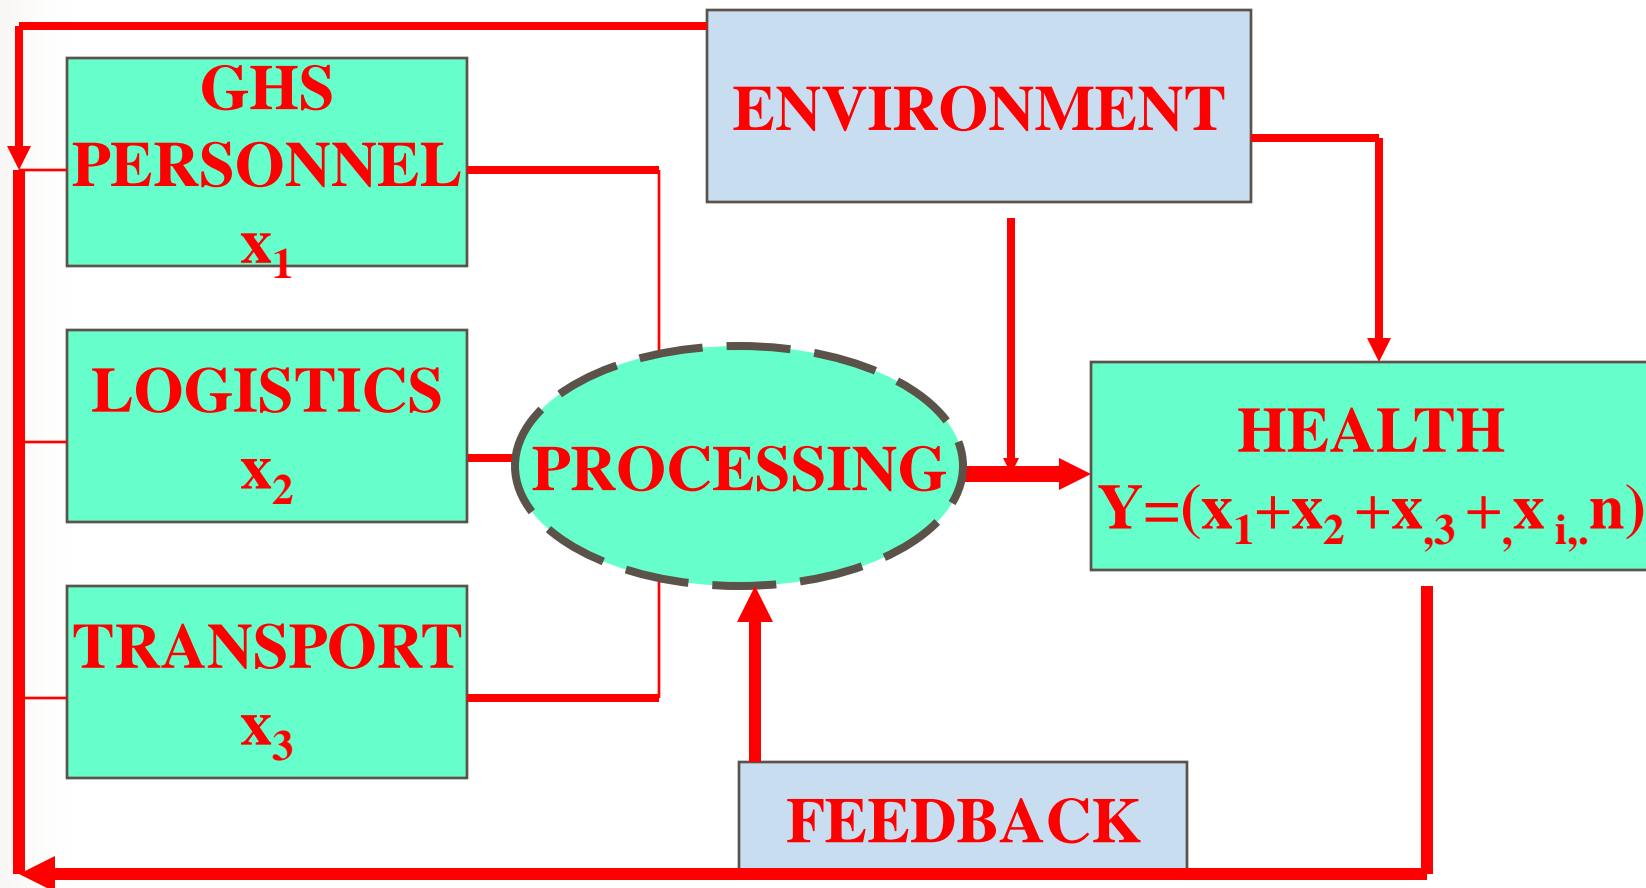 GHS
PERSONNEL
x₁
ENVIRONMENT
LOGISTICS
x₂
PROCESSING
HEALTH
Y=(x₁+x₂ +x,₃ +,x i,.. n)
TRANSPORT
x₃
FEEDBACK